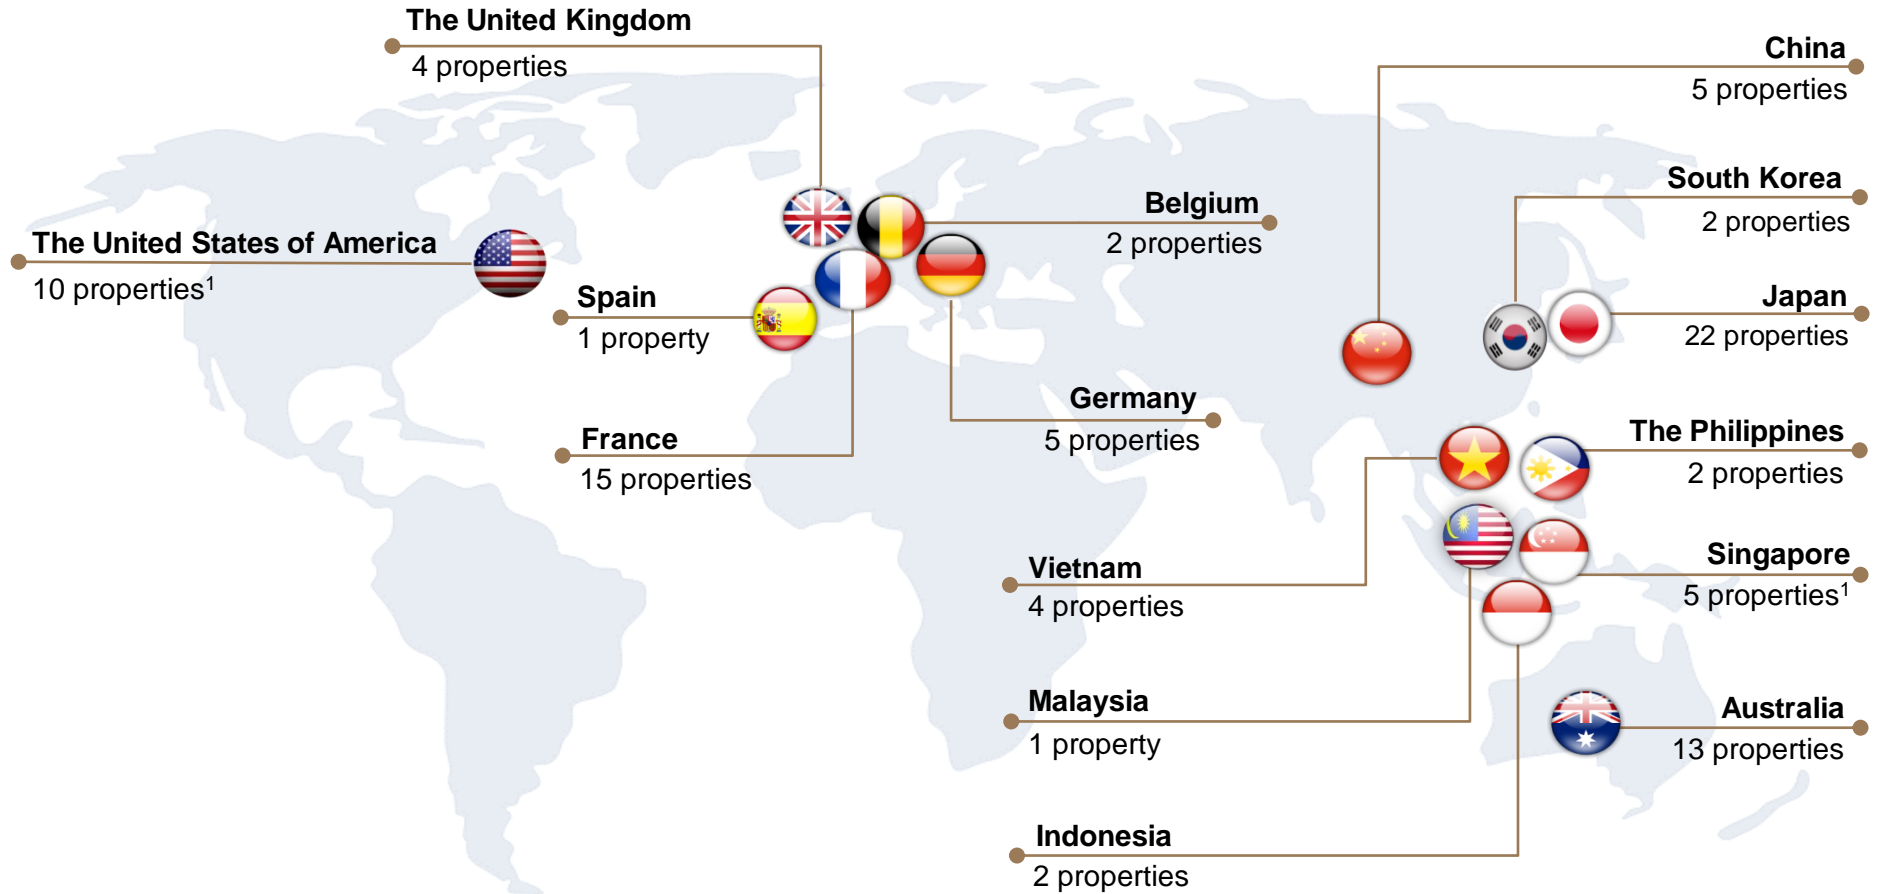 The United Kingdom
4 properties
China
5 properties
South Korea
2 properties
Belgium
2 properties
The United States of America
10 properties¹
Spain
1 property
Japan
22 properties
Germany
5 properties
France
15 properties
The Philippines
2 properties
Vietnam
4 properties
Singapore
5 properties¹
Malaysia
1 property
Australia
13 properties
Indonesia
2 properties